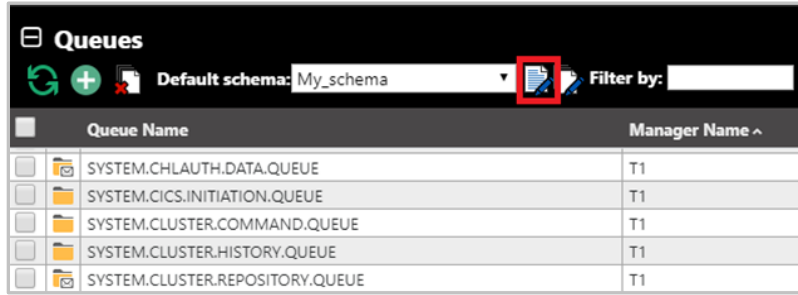 Queues
Default schema: My_schema Filter by:
Queue Name Manager Name
SYSTEM.CHLAUTH.DATA.QUEUE T1
SYSTEM.CICS.INITIATION.QUEUE T1
SYSTEM.CLUSTER.COMMAND.QUEUE T1
SYSTEM.CLUSTER.HISTORY.QUEUE T1
SYSTEM.CLUSTER.REPOSITORY.QUEUE T1